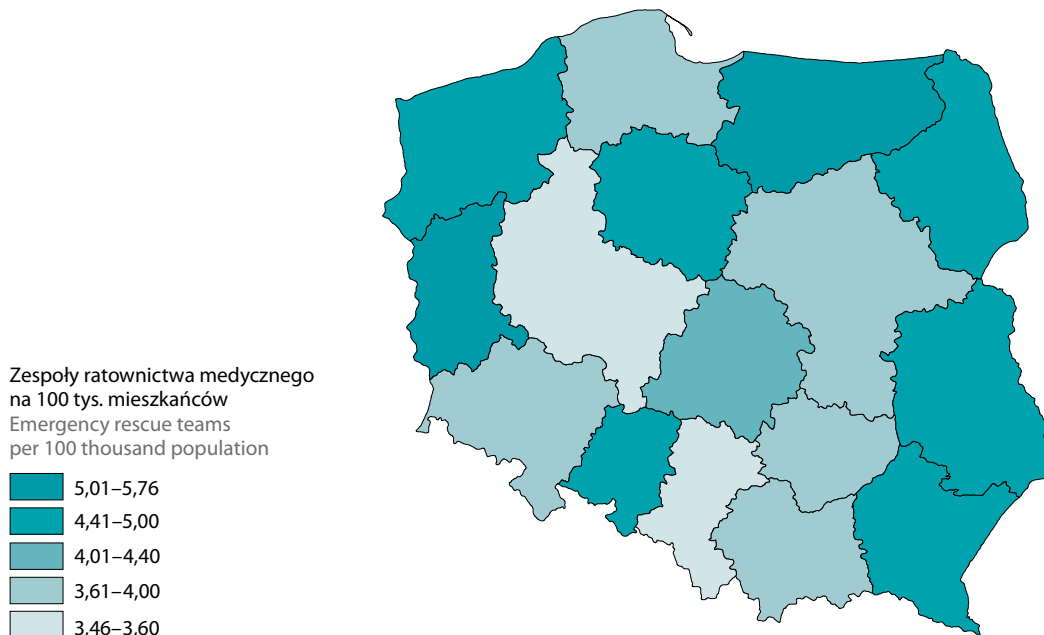 Zespoły ratownictwa medycznego
na 100 tys. mieszkańców
Emergency rescue teams
per 100 thousand population
5,01–5,76
4,41–5,00
4,01–4,40
3,61–4,00
3,46–3,60